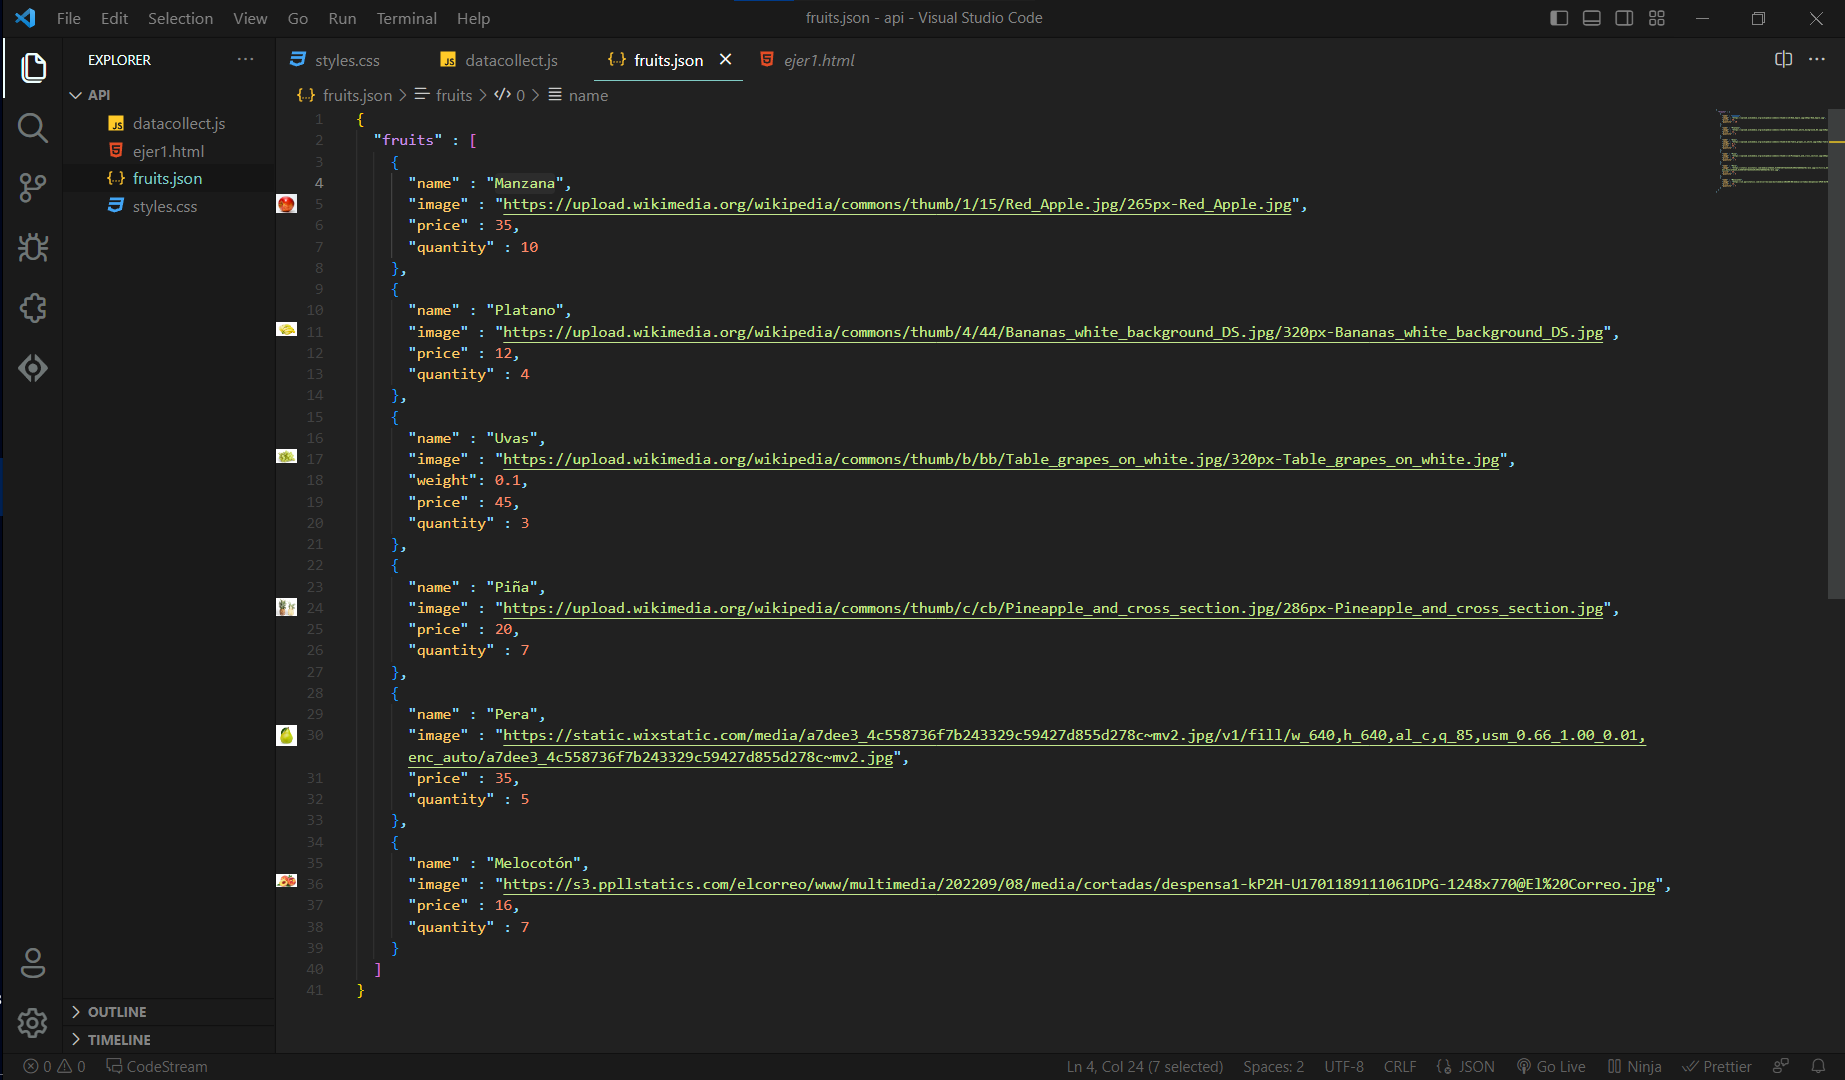 File Edit Selection View Go Run Terminal Help
fruits.json - api - Visual Studio Code
EXPLORER
API
datacollect.js
ejer1.html
fruits.json
styles.css
styles.css
datacollect.js
fruits.json
ejer1.html
fruits.json > fruits > 0 > name
1 {
2 "fruits" : [
3 {
4 "name" : "Manzana",
5 "image" : "https://upload.wikimedia.org/wikipedia/commons/thumb/1/15/Red_Apple.jpg/265px-Red_Apple.jpg",
6 "price" : 35,
7 "quantity" : 10
8 },
9 {
10 "name" : "Platano",
11 "image" : "https://upload.wikimedia.org/wikipedia/commons/thumb/4/44/Bananas_white_background_DS.jpg/320px-Bananas_white_background_DS.jpg",
12 "price" : 12,
13 "quantity" : 4
14 },
15 {
16 "name" : "Uvas",
17 "image" : "https://upload.wikimedia.org/wikipedia/commons/thumb/b/bb/Table_grapes_on_white.jpg/320px-Table_grapes_on_white.jpg",
18 "weight": 0.1,
19 "price" : 45,
20 "quantity" : 3
21 },
22 {
23 "name" : "Piña",
24 "image" : "https://upload.wikimedia.org/wikipedia/commons/thumb/c/cb/Pineapple_and_cross_section.jpg/286px-Pineapple_and_cross_section.jpg",
25 "price" : 20,
26 "quantity" : 7
27 },
28 {
29 "name" : "Pera",
30 "image" : "https://static.wixstatic.com/media/a7dee3_4c558736f7b243329c59427d855d278c~mv2.jpg/v1/fill/w_640,h_640,al_c,q_85,usm_0.66_1.00_0.01,
enc_auto/a7dee3_4c558736f7b243329c59427d855d278c~mv2.jpg",
31 "price" : 35,
32 "quantity" : 5
33 },
34 {
35 "name" : "Melocotón",
36 "image" : "https://s3.ppllstatics.com/elcorreo/www/multimedia/202209/08/media/cortadas/despensa1-kP2H-U1701189111061DPG-1248x770@El%20Correo.jpg",
37 "price" : 16,
38 "quantity" : 7
39 }
40 ]
41 }
OUTLINE
TIMELINE
0 0 CodeStream
Ln 4, Col 24 (7 selected) Spaces: 2 UTF-8 CRLF JSON Go Live Ninja Prettier